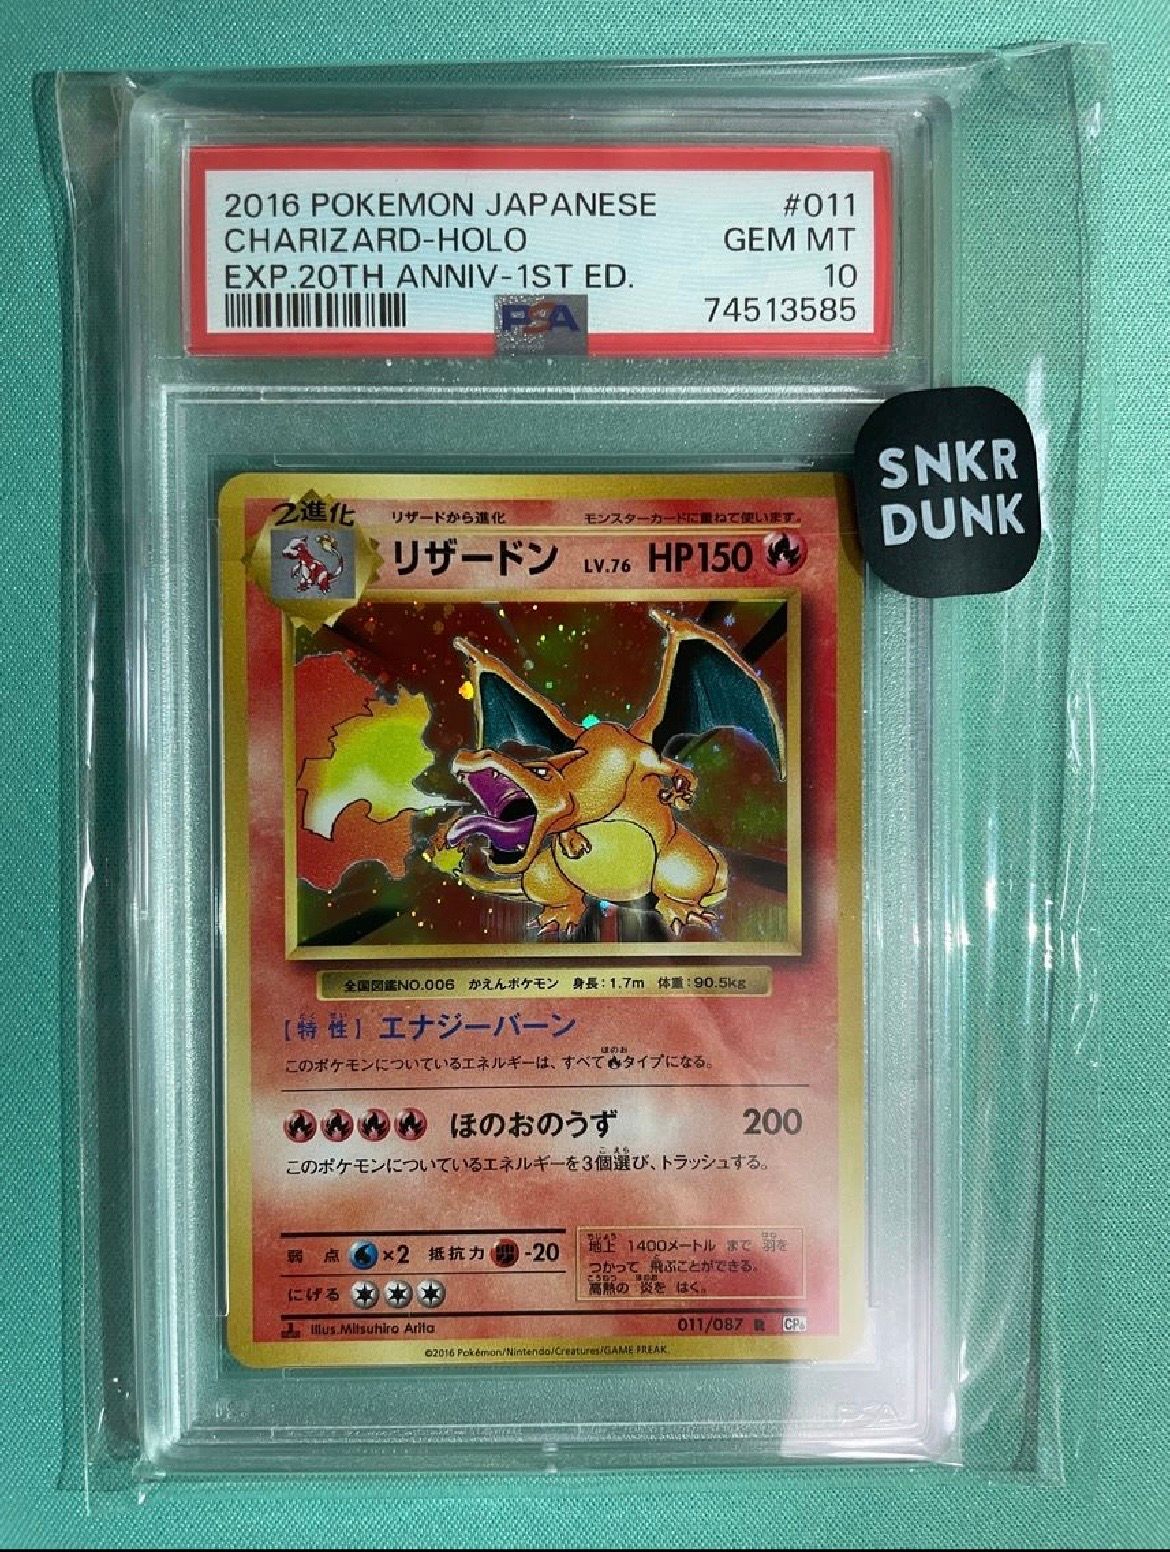 2016 POKEMON JAPANESE #011
CHARIZARD-HOLO GEM MT
EXP.20TH ANNIV-1ST ED. 10
PSA 74513585
SNKR
DUNK
2進化 リザードから進化 モンスターカードに重ねて使います。
リザードン LV.76 HP150
全国図鑑NO.006 かえんポケモン 身長:1.7m 体重:90.5kg
【特性】エナジーバーン
このポケモンについているエネルギーは、すべてタイプになる。
ほのおのうず 200
このポケモンについているエネルギーを3個選び、トラッシュする。
弱点 ×2 抵抗力 -20
にげる
地上 1400メートル まで 羽を
つかって 飛ぶことができる。
高熱の 炎を はく。
Illus.Mitsuhiro Arita 011/087 R CP6
©2016 Pokémon/Nintendo/Creatures/GAME FREAK.